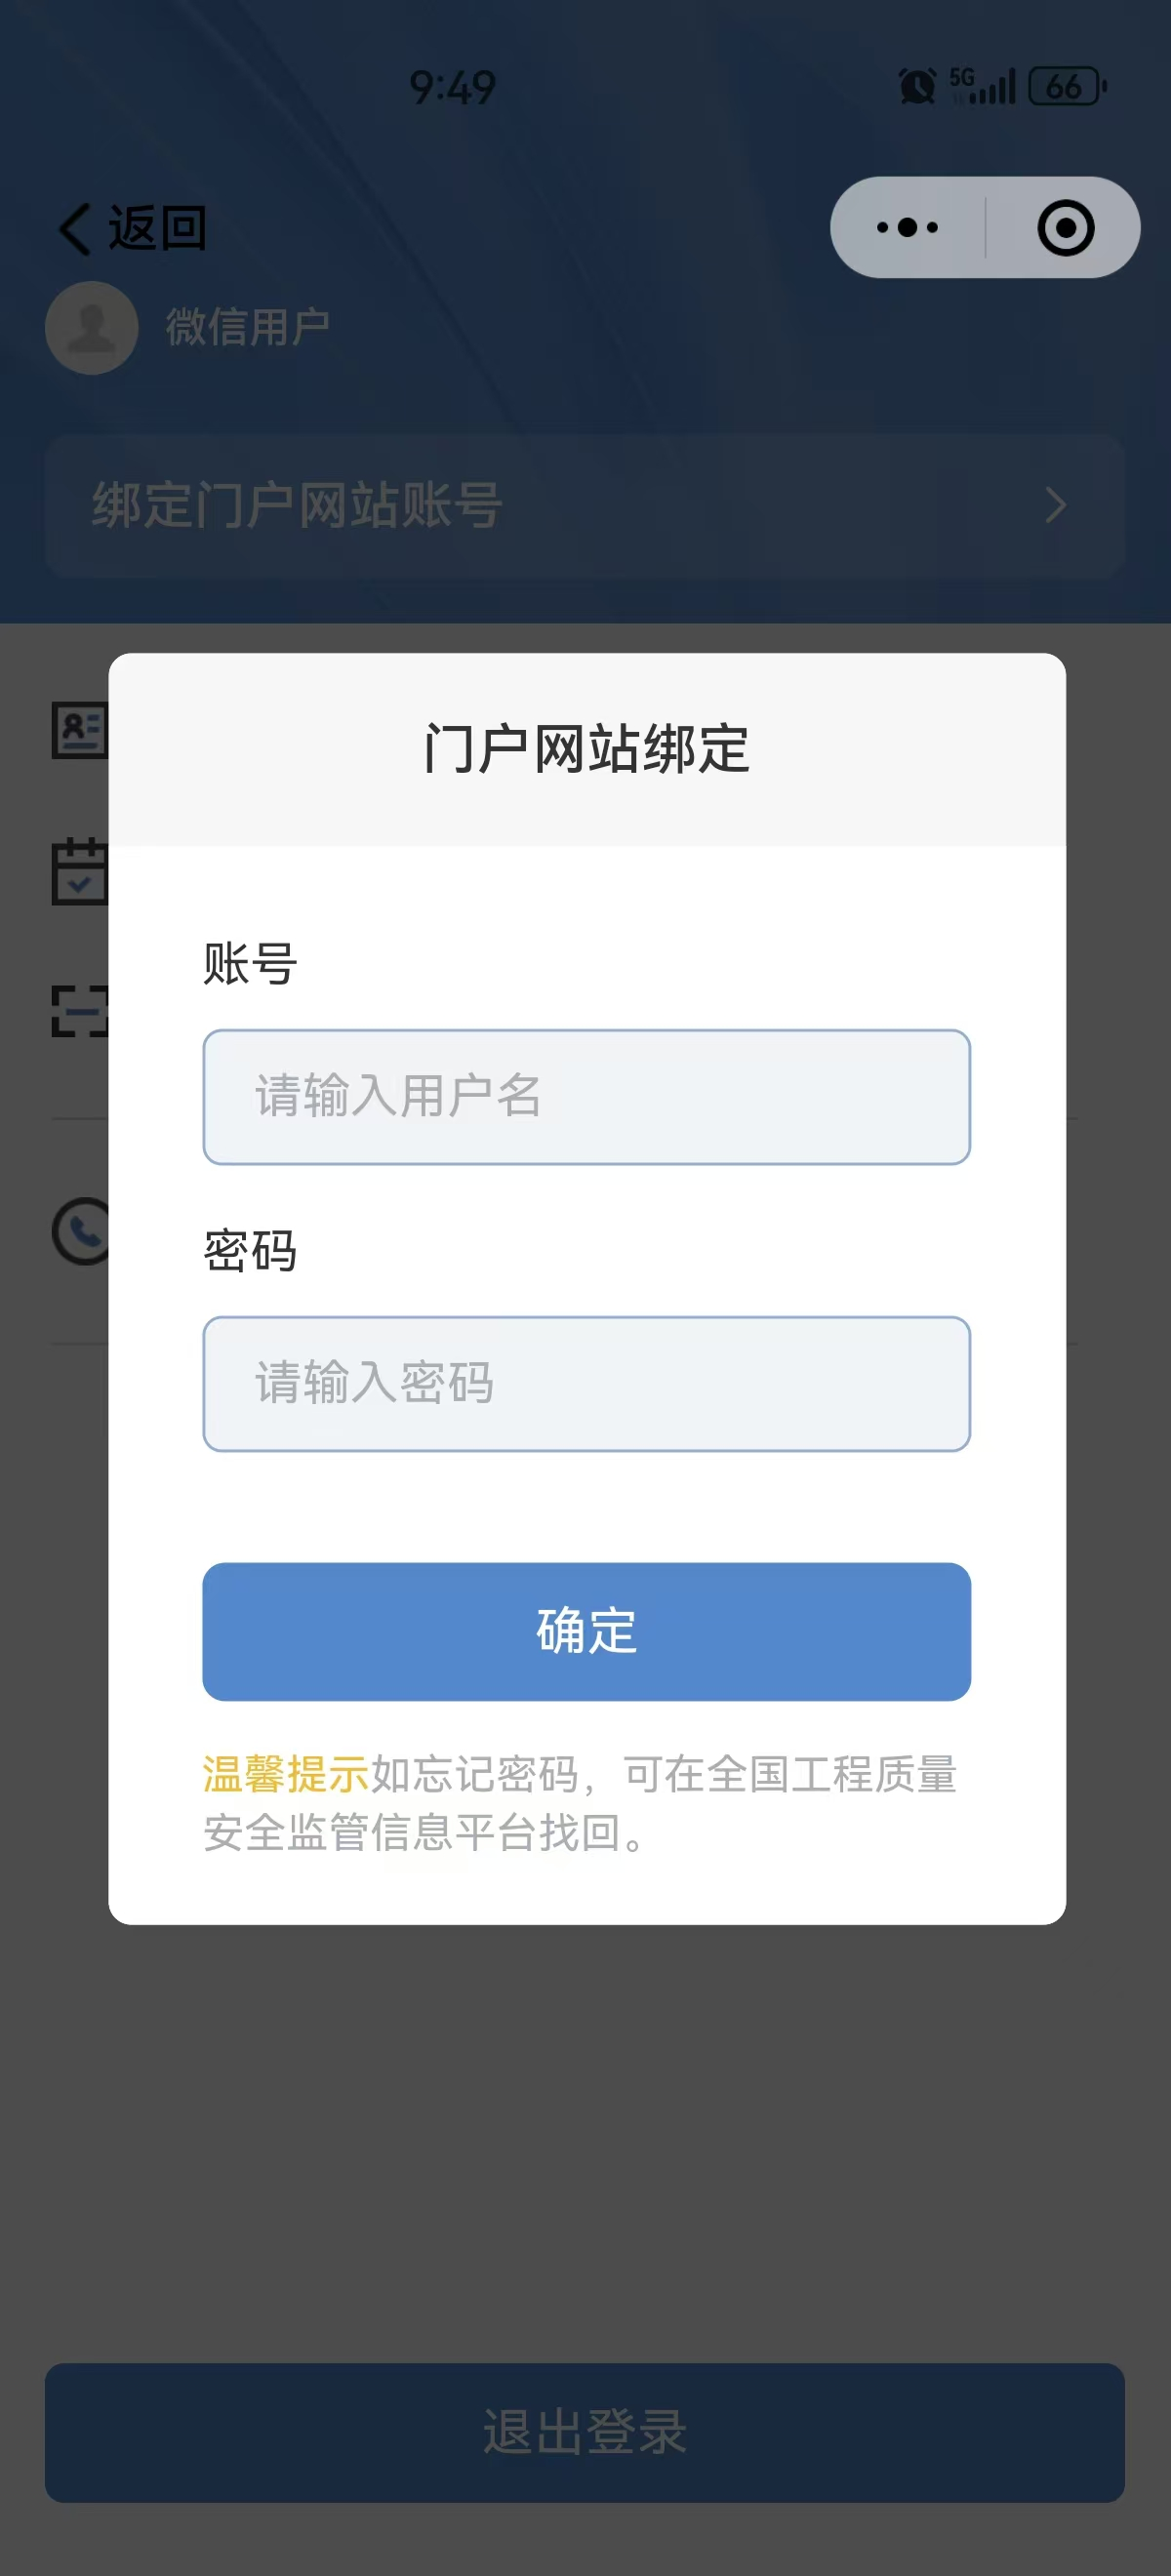 9:49
5G
66
返回
微信用户
绑定门户网站账号
门户网站绑定
账号
请输入用户名
密码
请输入密码
确定
温馨提示如忘记密码，可在全国工程质量
安全监管信息平台找回。
退出登录